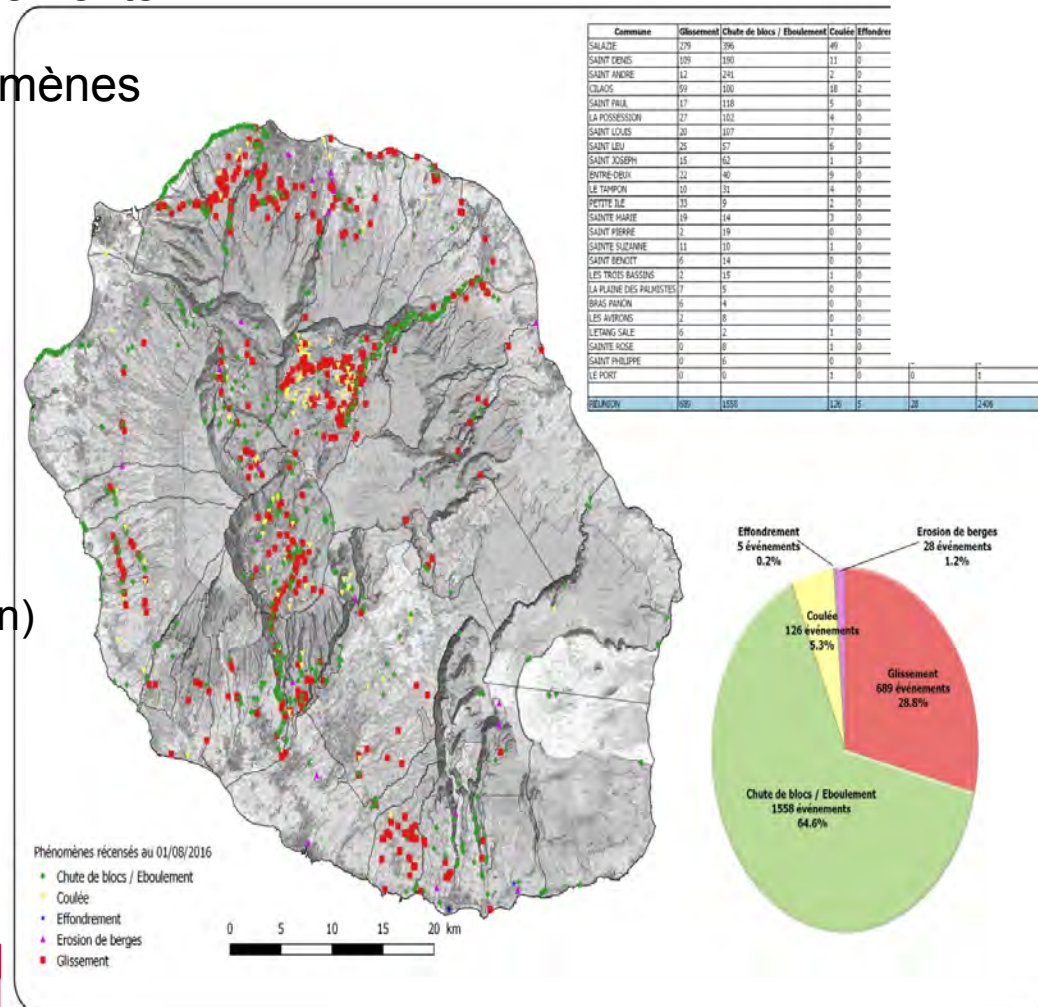 mènes
n)
Commune Glissement Chute de blocs / Eboulement Coulée Effondre
SALAZIE 279 396 49 0
SAINT DENIS 109 190 11 0
SAINT ANDRE 12 241 2 0
CILAOS 59 100 18 2
SAINT PAUL 17 118 5 0
LA POSSESSION 27 102 4 0
SAINT LOUIS 20 107 7 0
SAINT LEU 25 57 6 0
SAINT JOSEPH 15 62 1 3
ENTRE-DEUX 22 40 9 0
LE TAMPON 10 31 4 0
PETITE ILE 33 9 2 0
SAINTE MARIE 19 14 3 0
SAINT PIERRE 2 19 0 0
SAINTE SUZANNE 11 10 1 0
SAINT BENOIT 6 14 0 0
LES TROIS BASSINS 2 15 1 0
LA PLAINE DES PALMISTES 7 5 0 0
BRAS PANON 6 4 0 0
LES AVIRONS 2 8 0 0
L'ETANG SALE 6 2 1 0
SAINTE ROSE 0 8 1 0
SAINT PHILIPPE 0 6 0 0
LE PORT 0 0 1 0 0 1
REUNION 689 1558 126 5 28 2406
Effondrement
5 événements
0.2%
Erosion de berges
28 événements
1.2%
Coulée
126 événements
5.3%
Glissement
689 événements
28.8%
Chute de blocs / Eboulement
1558 événements
64.6%
Phénomènes récensés au 01/08/2016
Chute de blocs / Eboulement
Coulée
Effondrement
Erosion de berges
Glissement
0 5 10 15 20 km